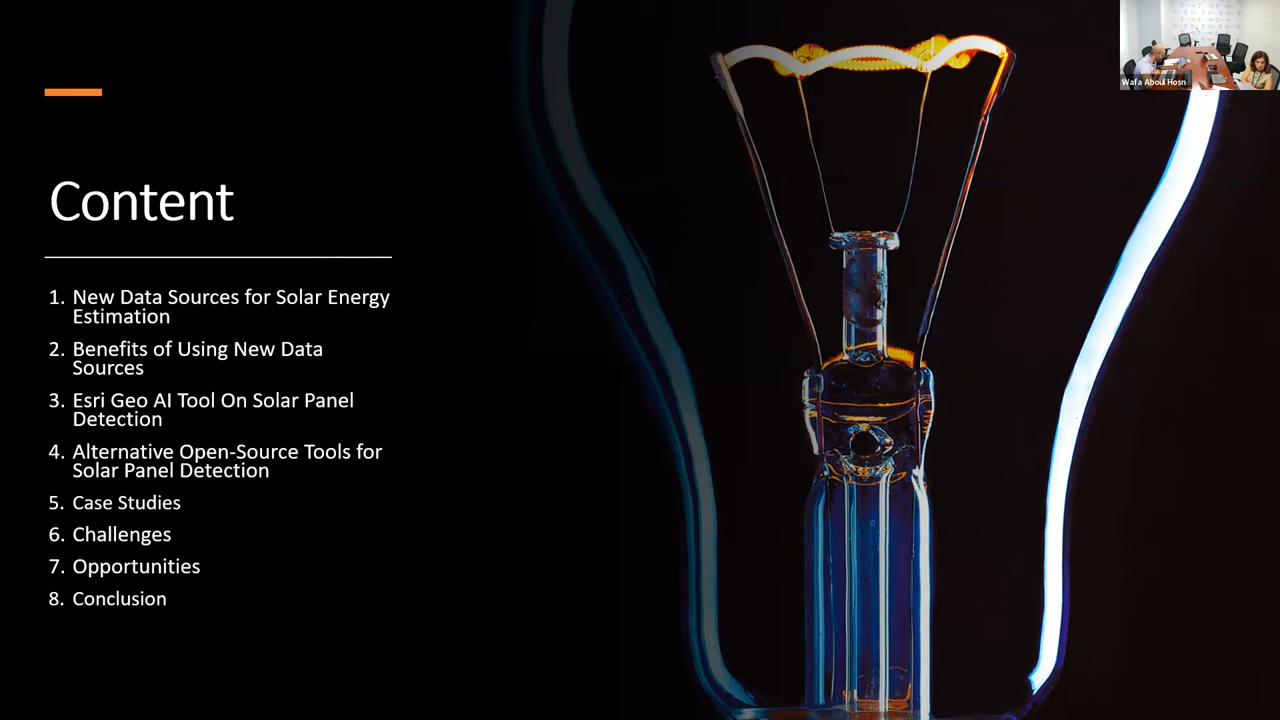 Wafa Aboul Hosn
Content
1. New Data Sources for Solar Energy
Estimation
2. Benefits of Using New Data
Sources
3. Esri Geo AI Tool On Solar Panel
Detection
4. Alternative Open-Source Tools for
Solar Panel Detection
5. Case Studies
6. Challenges
7. Opportunities
8. Conclusion